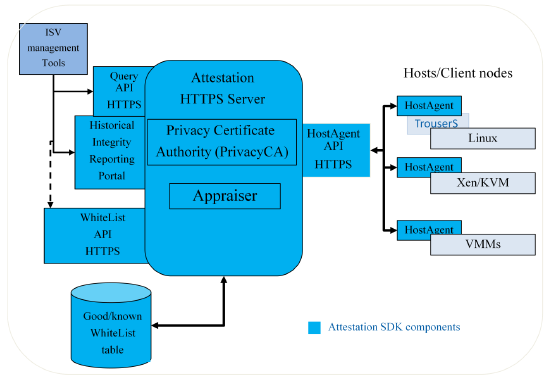 ISV
management
Tools
Query
API
HTTPS
Historical
Integrity
Reporting
Portal
WhiteList
API
HTTPS
Attestation
HTTPS Server
Privacy Certificate
Authority (PrivacyCA)
Appraiser
HostAgent
API
HTTPS
Hosts/Client nodes
HostAgent
TrouserS
Linux
HostAgent
Xen/KVM
HostAgent
VMMs
Good/known
WhiteList
table
Attestation SDK components